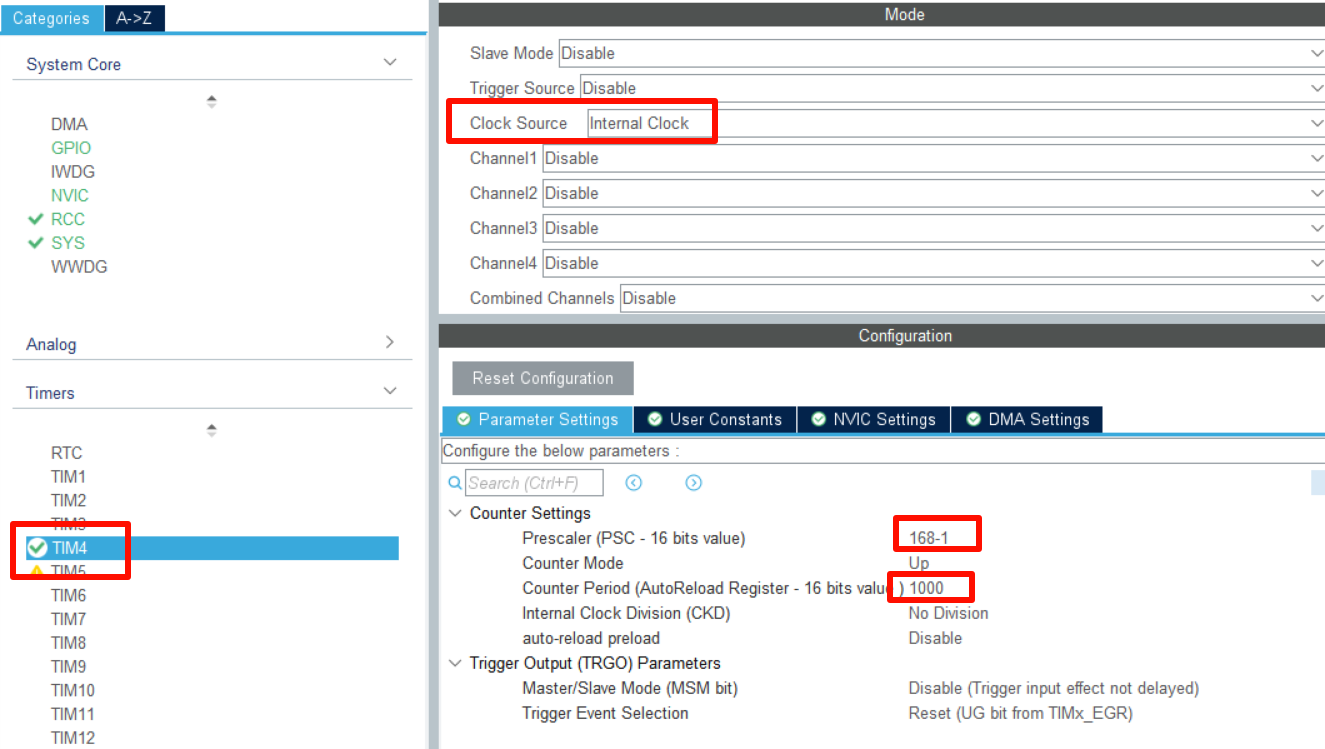 Categories A->Z
System Core
DMA
GPIO
IWDG
NVIC
RCC
SYS
WWDG
Analog
Timers
RTC
TIM1
TIM2
TIM3
TIM4
TIM5
TIM6
TIM7
TIM8
TIM9
TIM10
TIM11
TIM12
Mode
Slave Mode Disable
Trigger Source Disable
Clock Source Internal Clock
Channel1 Disable
Channel2 Disable
Channel3 Disable
Channel4 Disable
Combined Channels Disable
Configuration
Reset Configuration
Parameter Settings User Constants NVIC Settings DMA Settings
Configure the below parameters :
Search (Ctrl+F)
Counter Settings
Prescaler (PSC - 16 bits value) 168-1
Counter Mode Up
Counter Period (AutoReload Register - 16 bits value ) 1000
Internal Clock Division (CKD) No Division
auto-reload preload Disable
Trigger Output (TRGO) Parameters
Master/Slave Mode (MSM bit) Disable (Trigger input effect not delayed)
Trigger Event Selection Reset (UG bit from TIMx_EGR)